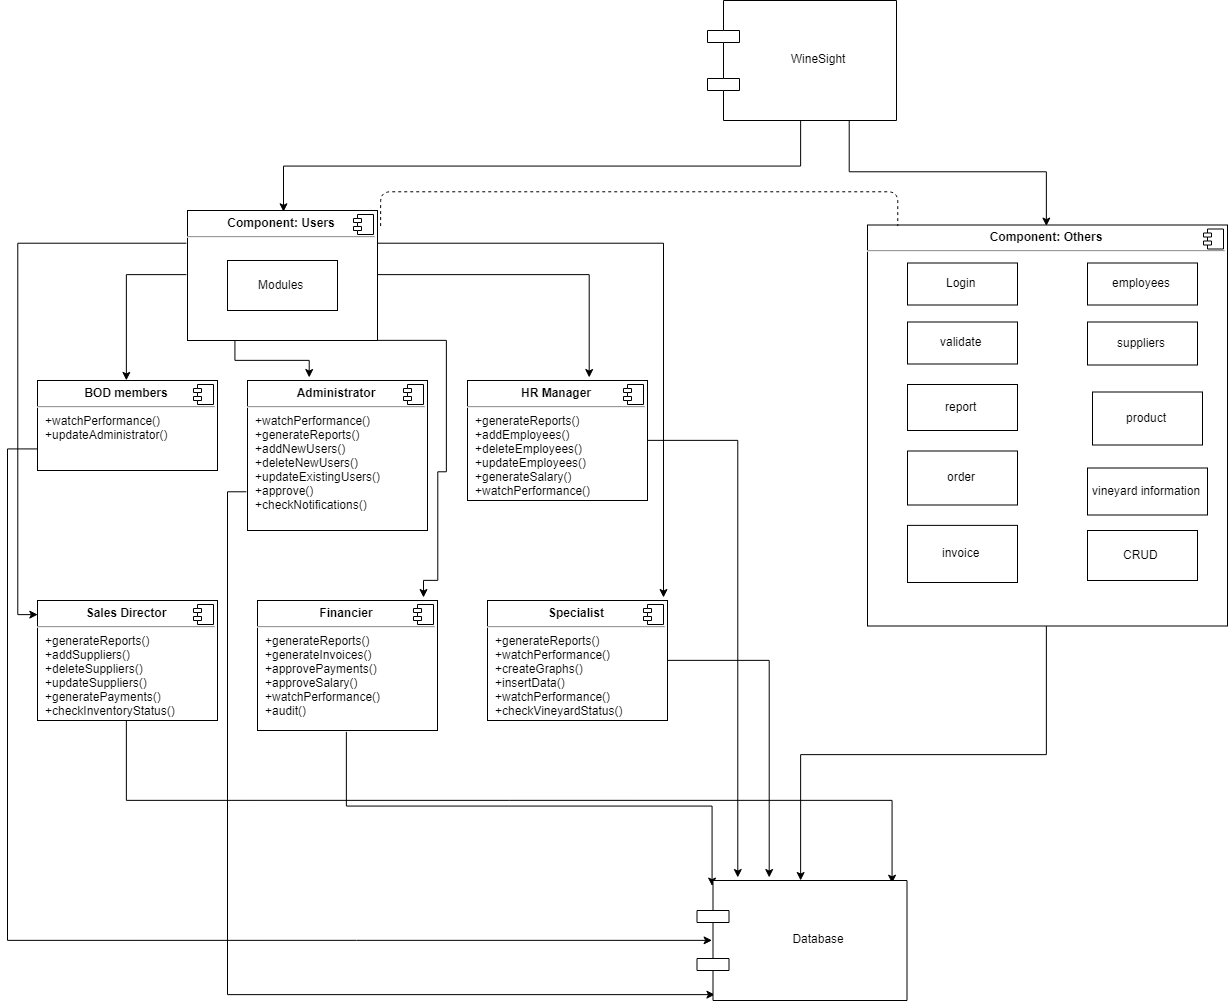 WineSight
Component: Users
Modules
Component: Others
Login
employees
validate
suppliers
report
product
order
vineyard information
invoice
CRUD
BOD members
+watchPerformance()
+updateAdministrator()
Administrator
+watchPerformance()
+generateReports()
+addNewUsers()
+deleteNewUsers()
+updateExistingUsers()
+approve()
+checkNotifications()
HR Manager
+generateReports()
+addEmployees()
+deleteEmployees()
+updateEmployees()
+generateSalary()
+watchPerformance()
Sales Director
+generateReports()
+addSuppliers()
+deleteSuppliers()
+updateSuppliers()
+generatePayments()
+checkInventoryStatus()
Financier
+generateReports()
+generateInvoices()
+approvePayments()
+approveSalary()
+watchPerformance()
+audit()
Specialist
+generateReports()
+watchPerformance()
+createGraphs()
+insertData()
+watchPerformance()
+checkVineyardStatus()
Database